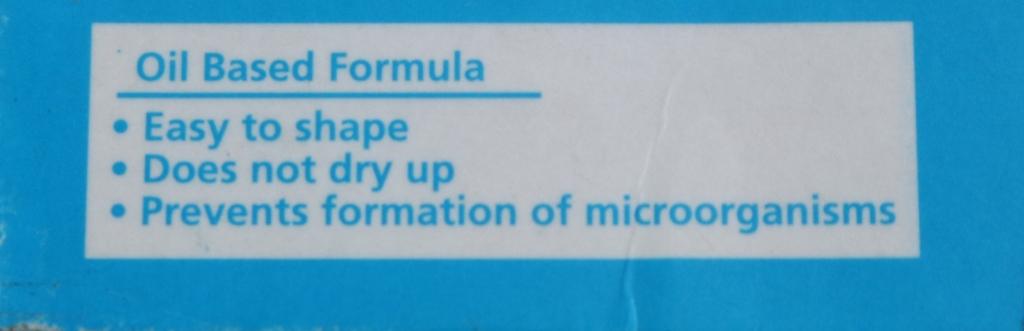 Oil Based Formula
• Easy to shape
• Does not dry up
• Prevents formation of microorganisms